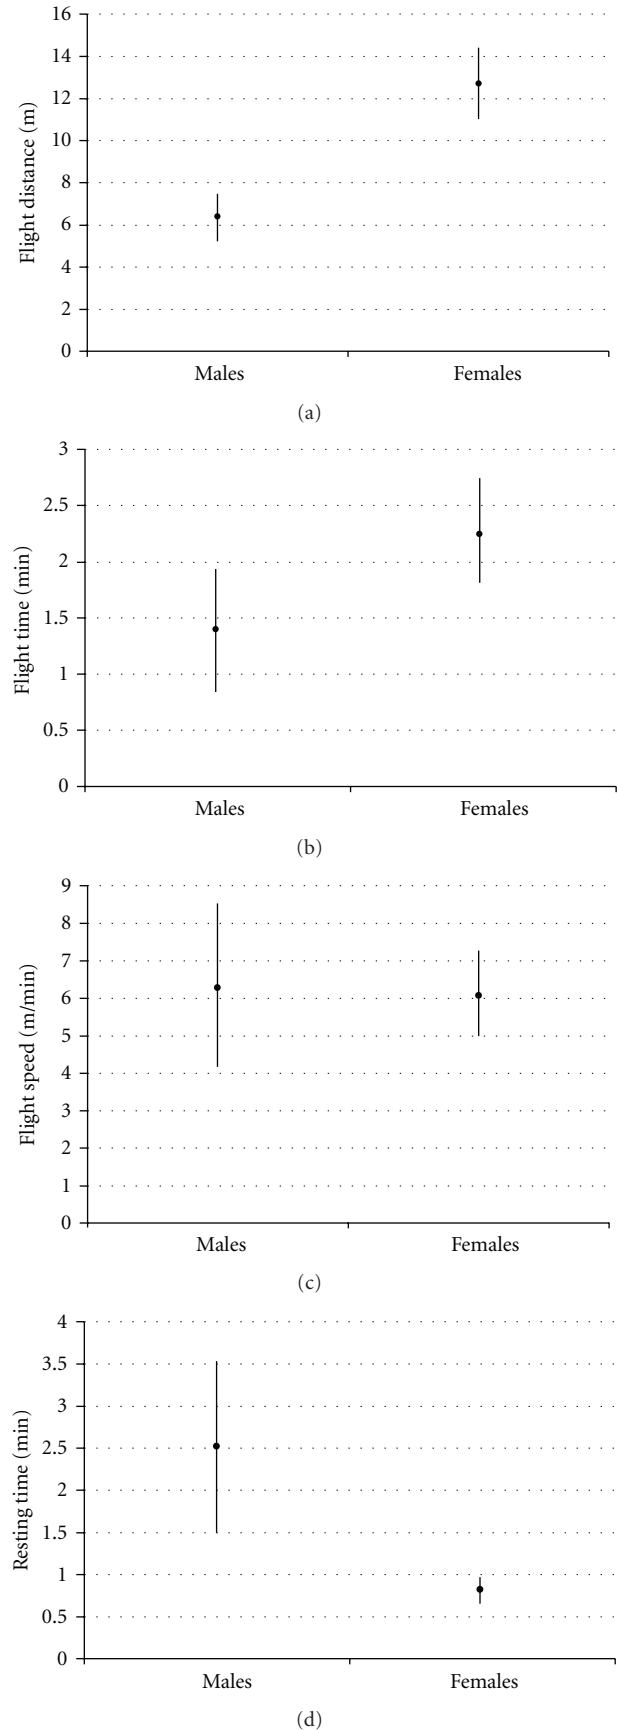 16
14
12
10
8
6
4
2
0
Flight distance (m)
Males Females
(a)
3
2.5
2
1.5
1
0.5
0
Flight time (min)
Males Females
(b)
9
8
7
6
5
4
3
2
1
0
Flight speed (m/min)
Males Females
(c)
4
3.5
3
2.5
2
1.5
1
0.5
0
Resting time (min)
Males Females
(d)